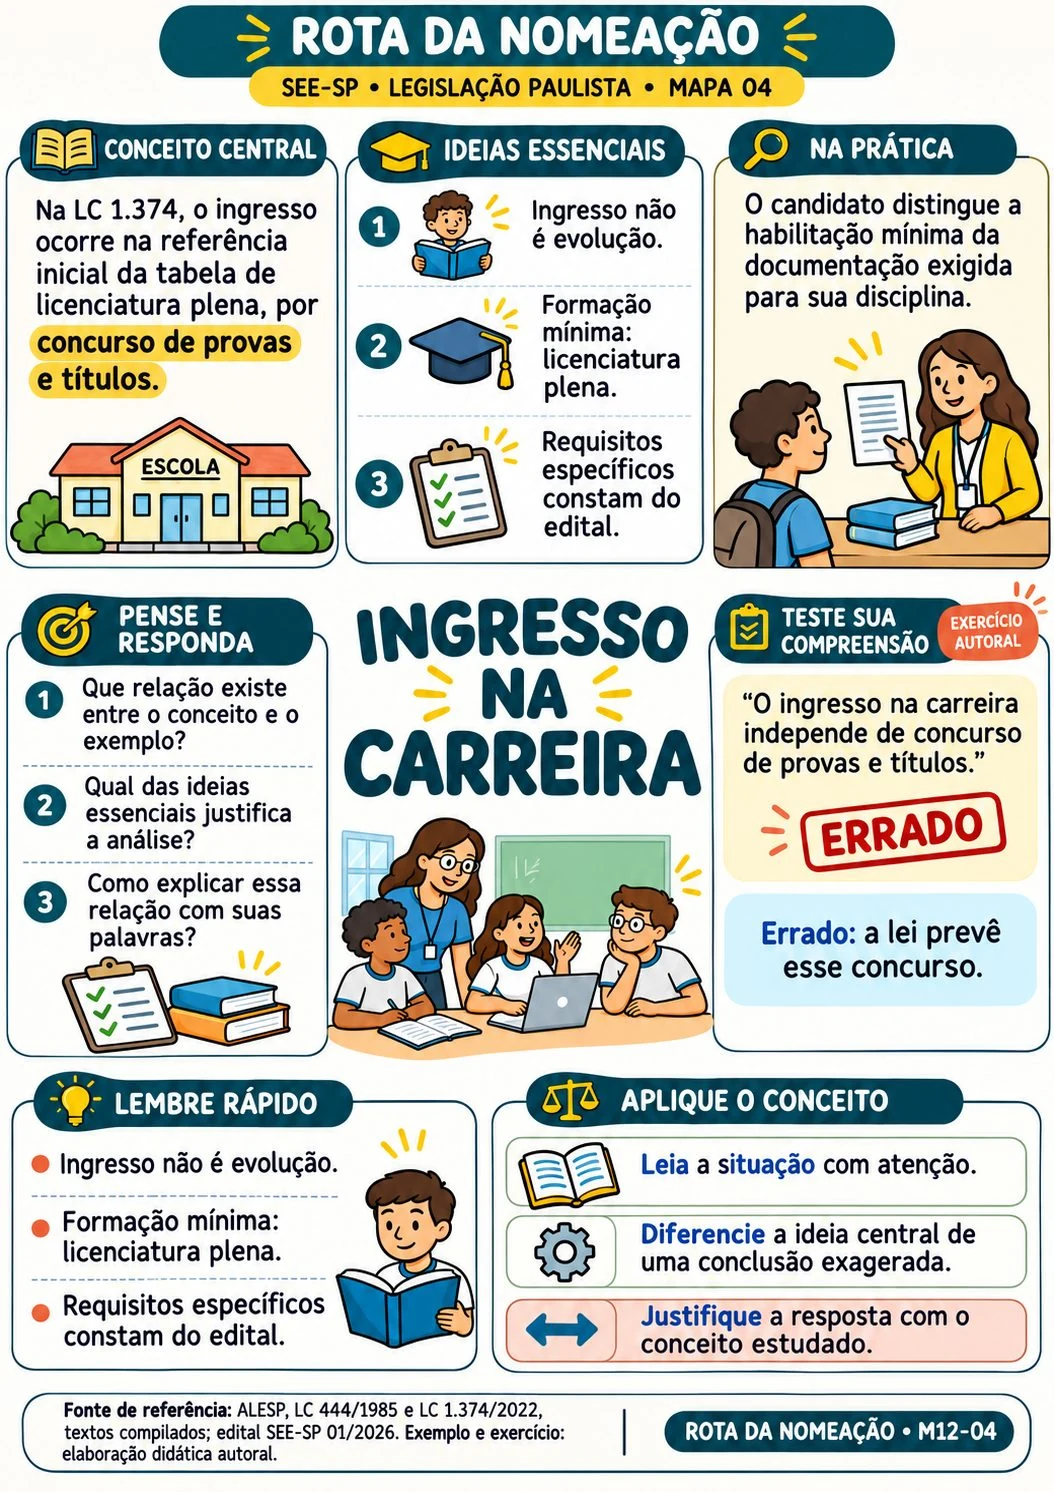 ROTA DA NOMEAÇÃO
SEE-SP • LEGISLAÇÃO PAULISTA • MAPA 04
CONCEITO CENTRAL
Na LC 1.374, o ingresso
ocorre na referência
inicial da tabela de
licenciatura plena, por
concurso de provas
e títulos.
ESCOLA
IDEIAS ESSENCIAIS
1
Ingresso não
é evolução.
2
Formação
mínima:
licenciatura
plena.
3
Requisitos
específicos
constam do
edital.
NA PRÁTICA
O candidato distingue a
habilitação mínima da
documentação exigida
para sua disciplina.
PENSE E
RESPONDA
1
Que relação existe
entre o conceito e o
exemplo?
2
Qual das ideias
essenciais justifica
a análise?
3
Como explicar essa
relação com suas
palavras?
INGRESSO
NA
CARREIRA
TESTE SUA
COMPREENSÃO
EXERCÍCIO
AUTORAL
“O ingresso na carreira
independe de concurso
de provas e títulos.”
ERRADO
Errado: a lei prevê
esse concurso.
LEMBRE RÁPIDO
Ingresso não é evolução.
Formação mínima:
licenciatura plena.
Requisitos específicos
constam do edital.
APLIQUE O CONCEITO
Leia a situação com atenção.
Diferencie a ideia central de
uma conclusão exagerada.
Justifique a resposta com o
conceito estudado.
Fonte de referência: ALESP, LC 444/1985 e LC 1.374/2022,
textos compilados; edital SEE-SP 01/2026. Exemplo e exercício:
elaboração didática autoral.
ROTA DA NOMEAÇÃO • M12-04